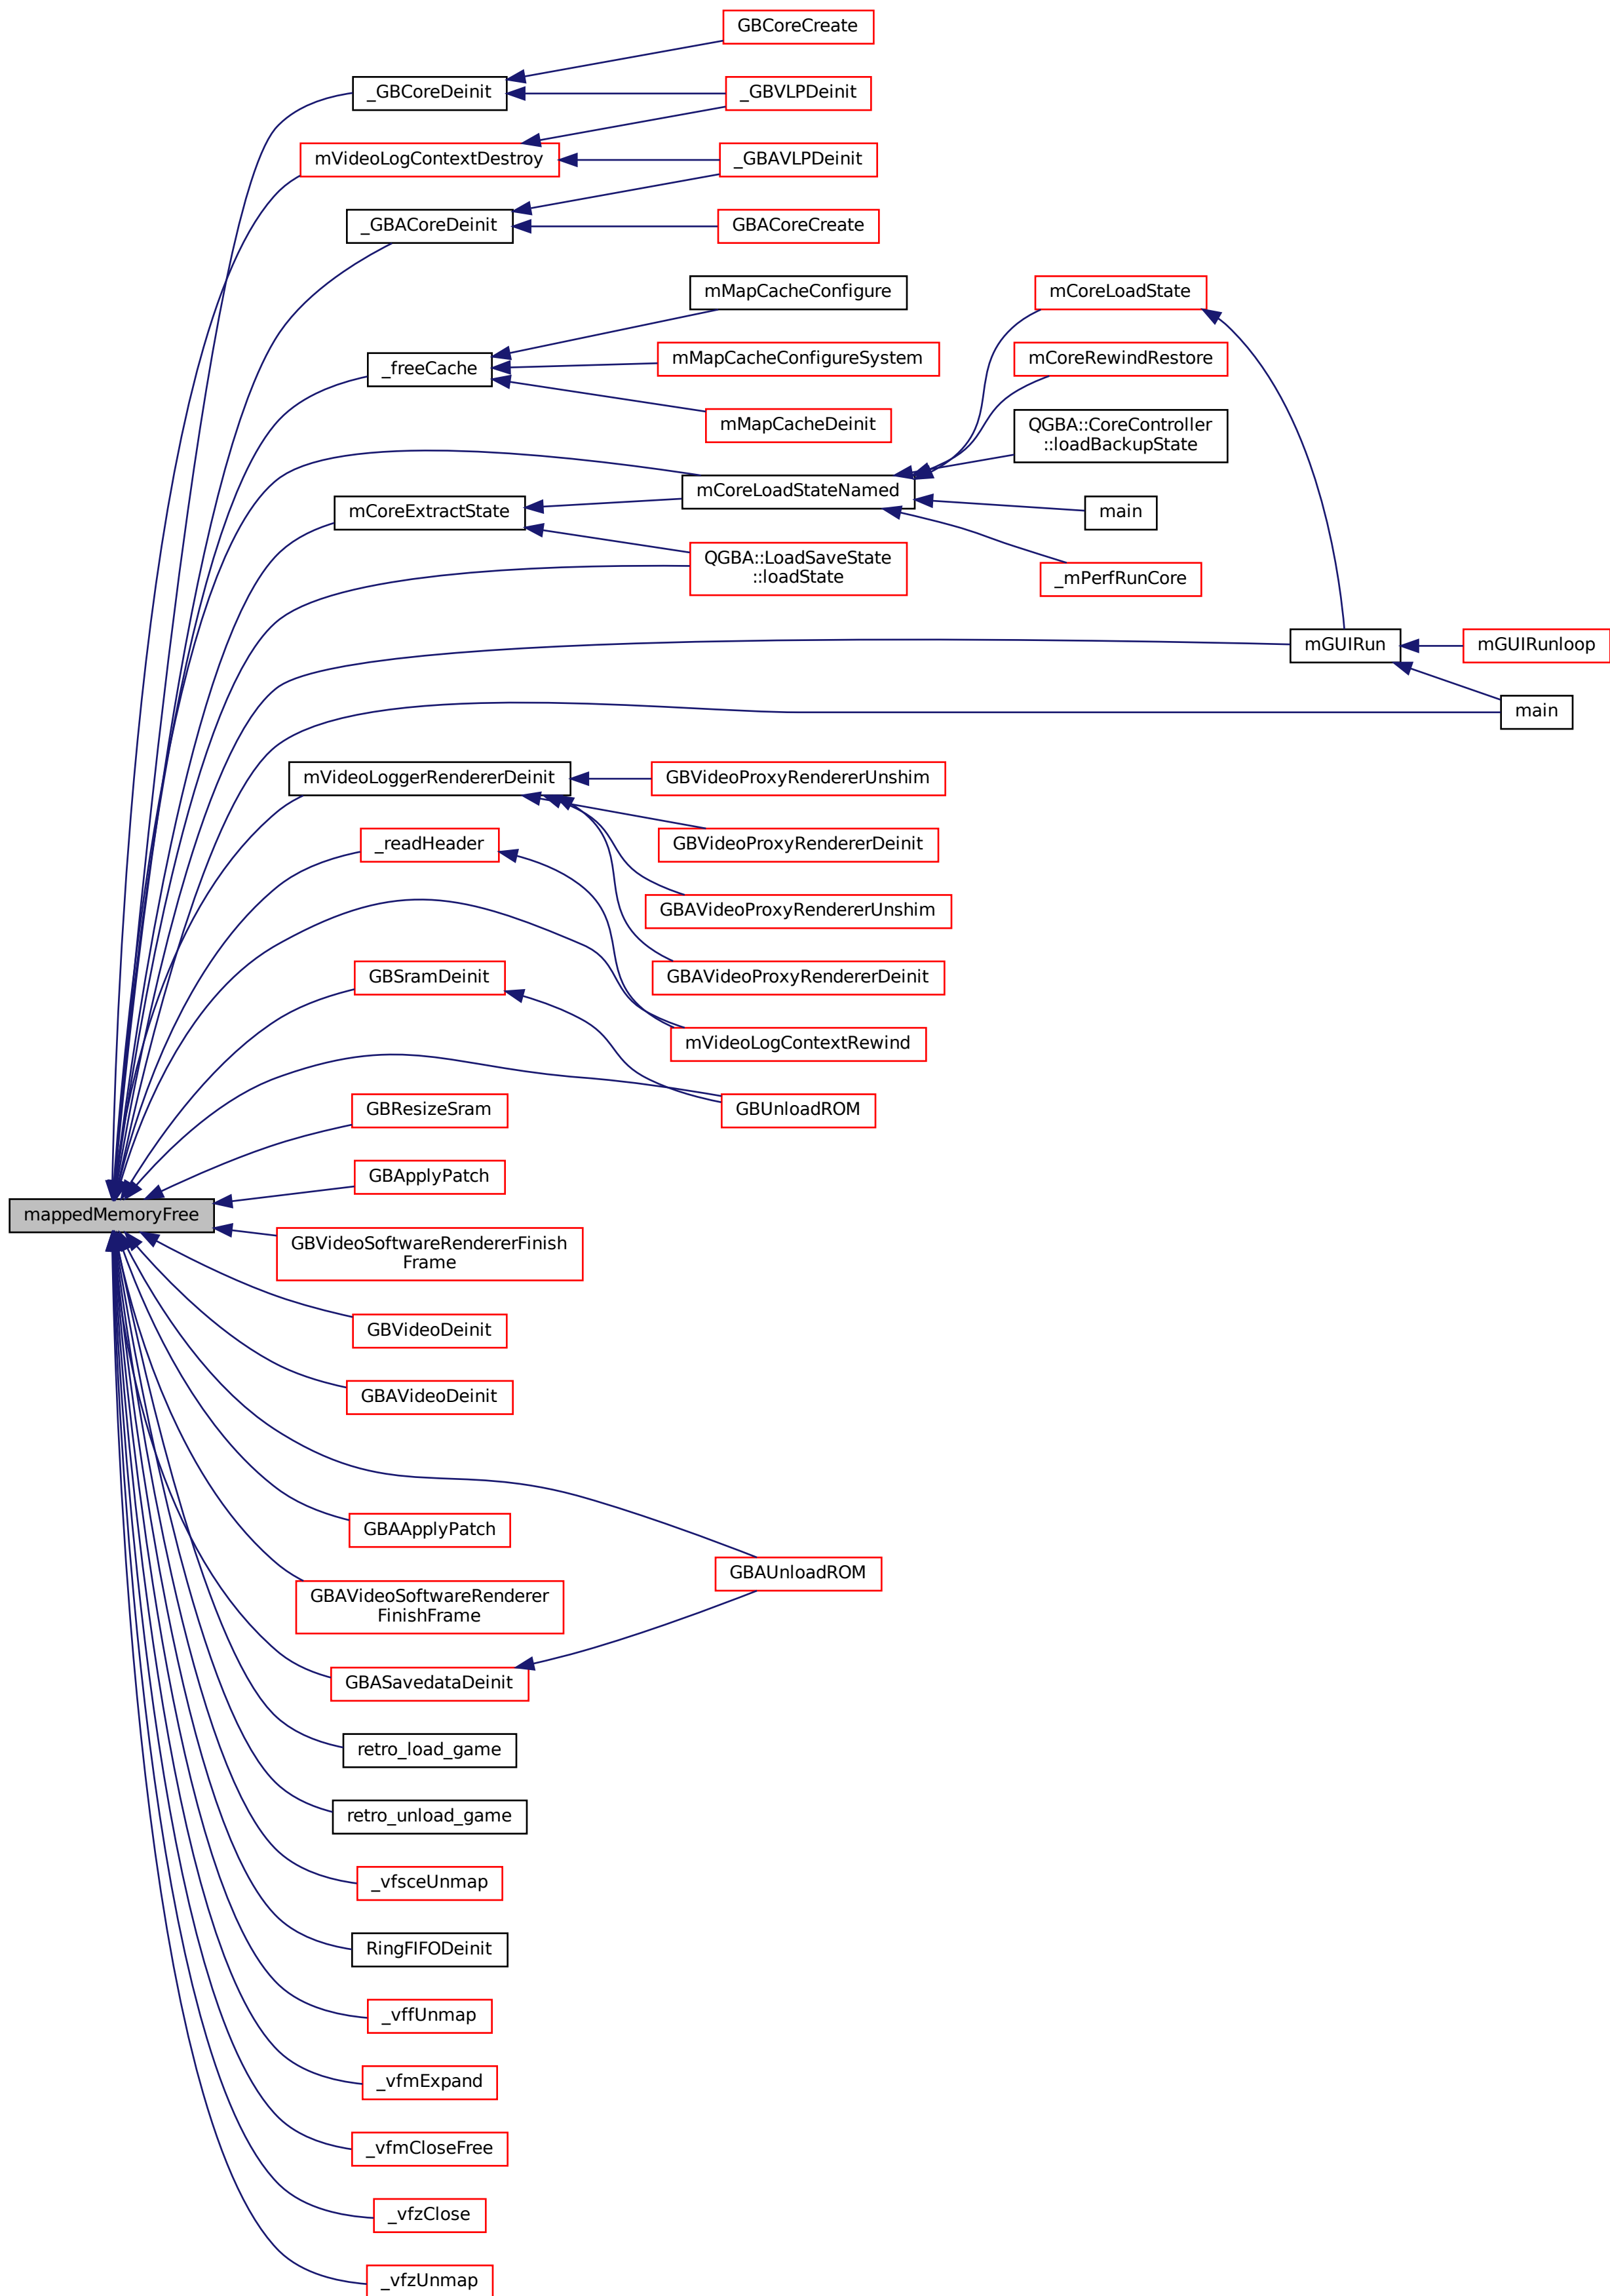 GBCoreCreate
_GBCoreDeinit
_GBVLPDeinit
mVideoLogContextDestroy
_GBAVLPDeinit
_GBACoreDeinit
GBACoreCreate
mMapCacheConfigure
mCoreLoadState
_freeCache
mMapCacheConfigureSystem
mCoreRewindRestore
mMapCacheDeinit
QGBA::CoreController
::loadBackupState
mCoreLoadStateNamed
mCoreExtractState
main
QGBA::LoadSaveState
::loadState
_mPerfRunCore
mGUIRun
mGUIRunloop
main
mVideoLoggerRendererDeinit
GBVideoProxyRendererUnshim
_readHeader
GBVideoProxyRendererDeinit
GBAVideoProxyRendererUnshim
GBSramDeinit
GBAVideoProxyRendererDeinit
mVideoLogContextRewind
GBResizeSram
GBUnloadROM
GBApplyPatch
mappedMemoryFree
GBVideoSoftwareRendererFinish
Frame
GBVideoDeinit
GBAVideoDeinit
GBAApplyPatch
GBAUnloadROM
GBAVideoSoftwareRenderer
FinishFrame
GBASavedataDeinit
retro_load_game
retro_unload_game
_vfsceUnmap
RingFIFODeinit
_vffUnmap
_vfmExpand
_vfmCloseFree
_vfzClose
_vfzUnmap